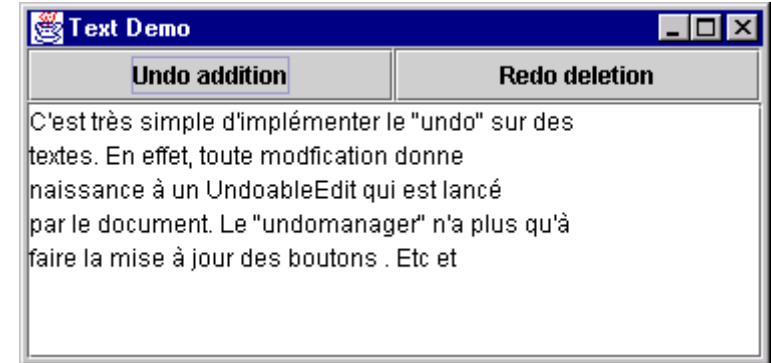 Text Demo
Undo addition Redo deletion
C'est très simple d'implémenter le "undo" sur des
textes. En effet, toute modfication donne
naissance à un UndoableEdit qui est lancé
par le document. Le "undomanager" n'a plus qu'à
faire la mise à jour des boutons . Etc et